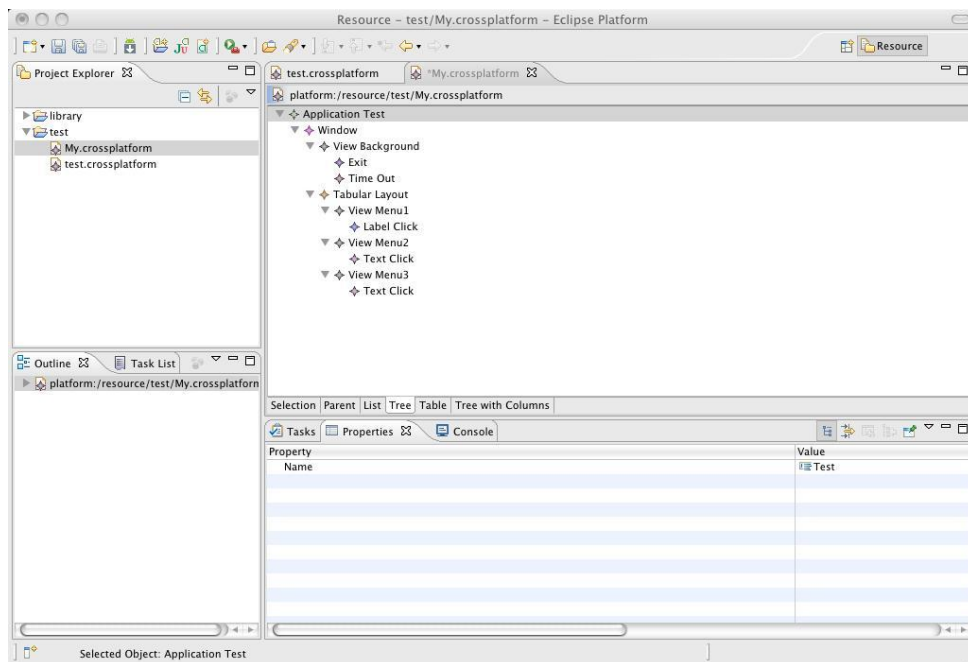 Resource – test/My.crossplatform – Eclipse Platform
Resource
Project Explorer
library
test
My.crossplatform
test.crossplatform
test.crossplatform *My.crossplatform
platform:/resource/test/My.crossplatform
Application Test
Window
View Background
Exit
Time Out
Tabular Layout
View Menu1
Label Click
View Menu2
Text Click
View Menu3
Text Click
Selection Parent List Tree Table Tree with Columns
Outline Task List
platform:/resource/test/My.crossplatforn
Tasks Properties Console
Property Value
Name Test
Selected Object: Application Test